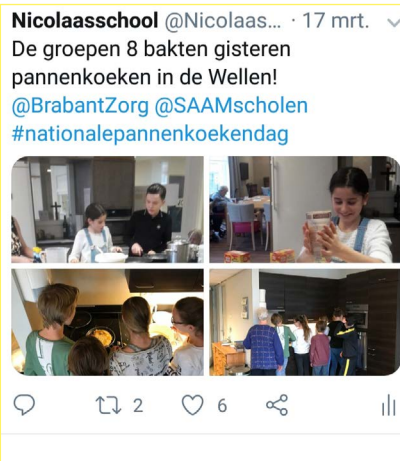 Nicolaasschool @Nicolaas... · 17 mrt.
De groepen 8 bakten gisteren
pannenkoeken in de Wellen!
@BrabantZorg @SAAMscholen
#nationalepannenkoekendag
2 6